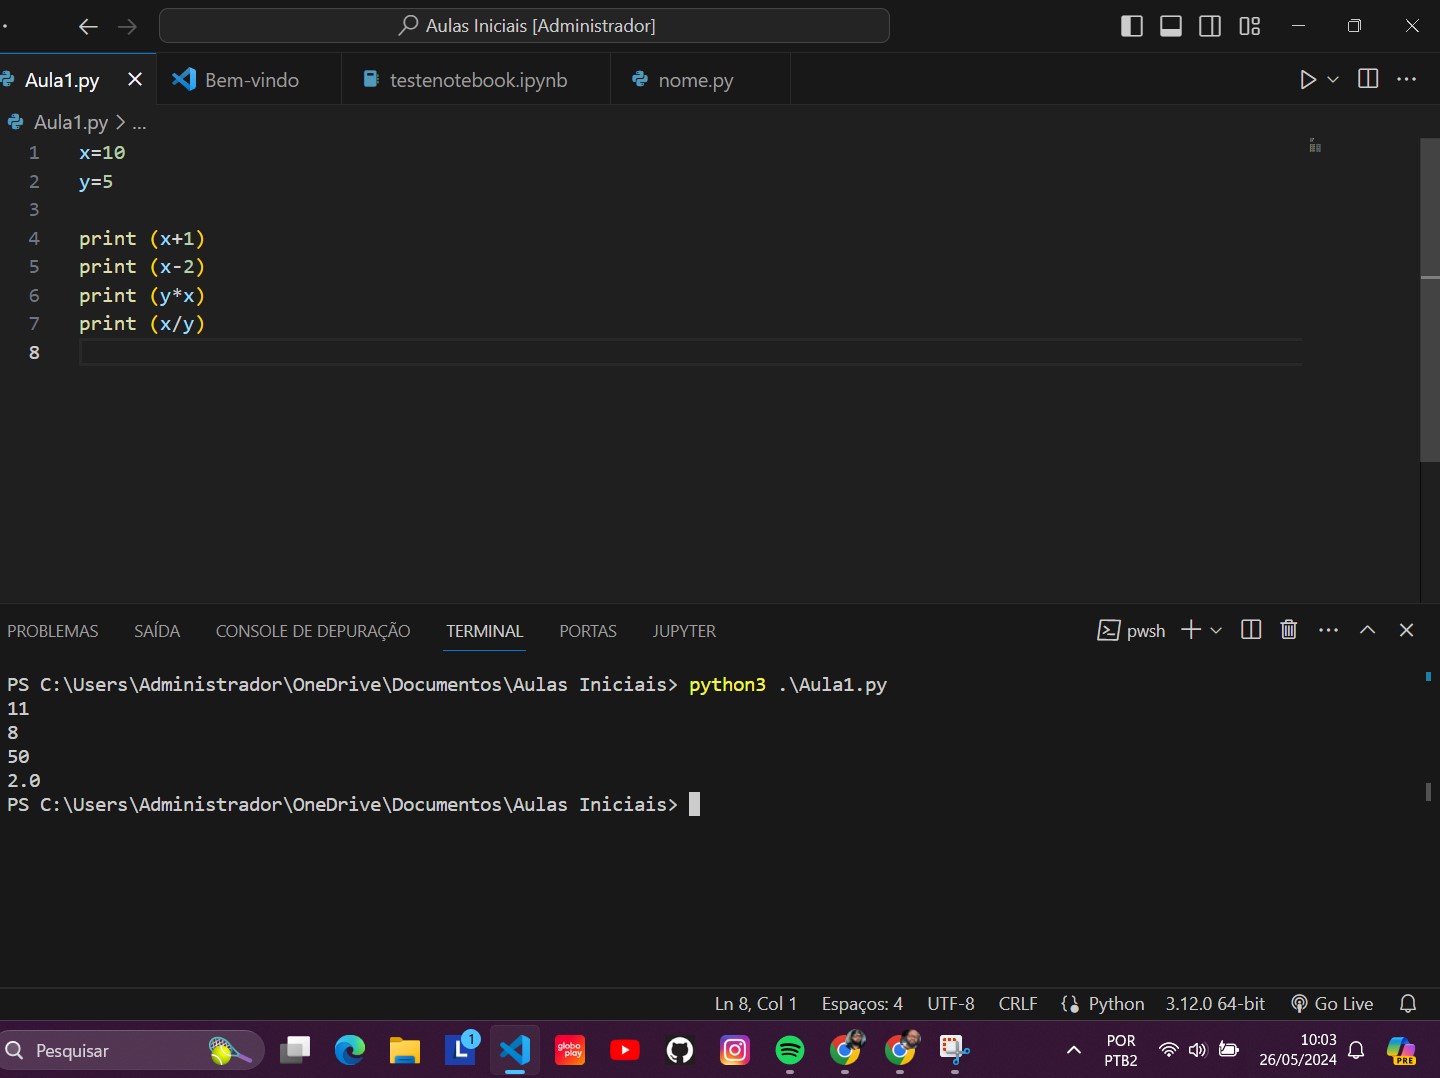 Aulas Iniciais [Administrador]
Aula1.py
Bem-vindo
testenotebook.ipynb
nome.py
Aula1.py > ...
1 x=10
2 y=5
3
4 print (x+1)
5 print (x-2)
6 print (y*x)
7 print (x/y)
8
PROBLEMAS SAÍDA CONSOLE DE DEPURAÇÃO TERMINAL PORTAS JUPYTER pwsh
PS C:\Users\Administrador\OneDrive\Documentos\Aulas Iniciais> python3 .\Aula1.py
11
8
50
2.0
PS C:\Users\Administrador\OneDrive\Documentos\Aulas Iniciais>
Ln 8, Col 1 Espaços: 4 UTF-8 CRLF Python 3.12.0 64-bit Go Live
Pesquisar
L 1
globo
play
POR
PTB2
10:03
26/05/2024
PRE